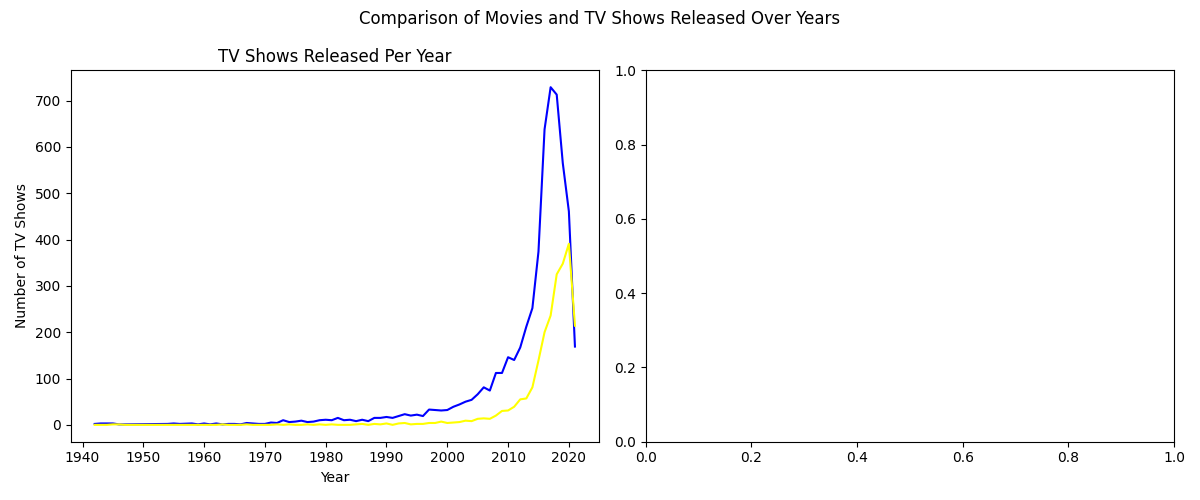 Comparison of Movies and TV Shows Released Over Years
TV Shows Released Per Year
Number of TV Shows
700
600
500
400
300
200
100
0
1940 1950 1960 1970 1980 1990 2000 2010 2020
Year
1.0
0.8
0.6
0.4
0.2
0.0
0.0 0.2 0.4 0.6 0.8 1.0